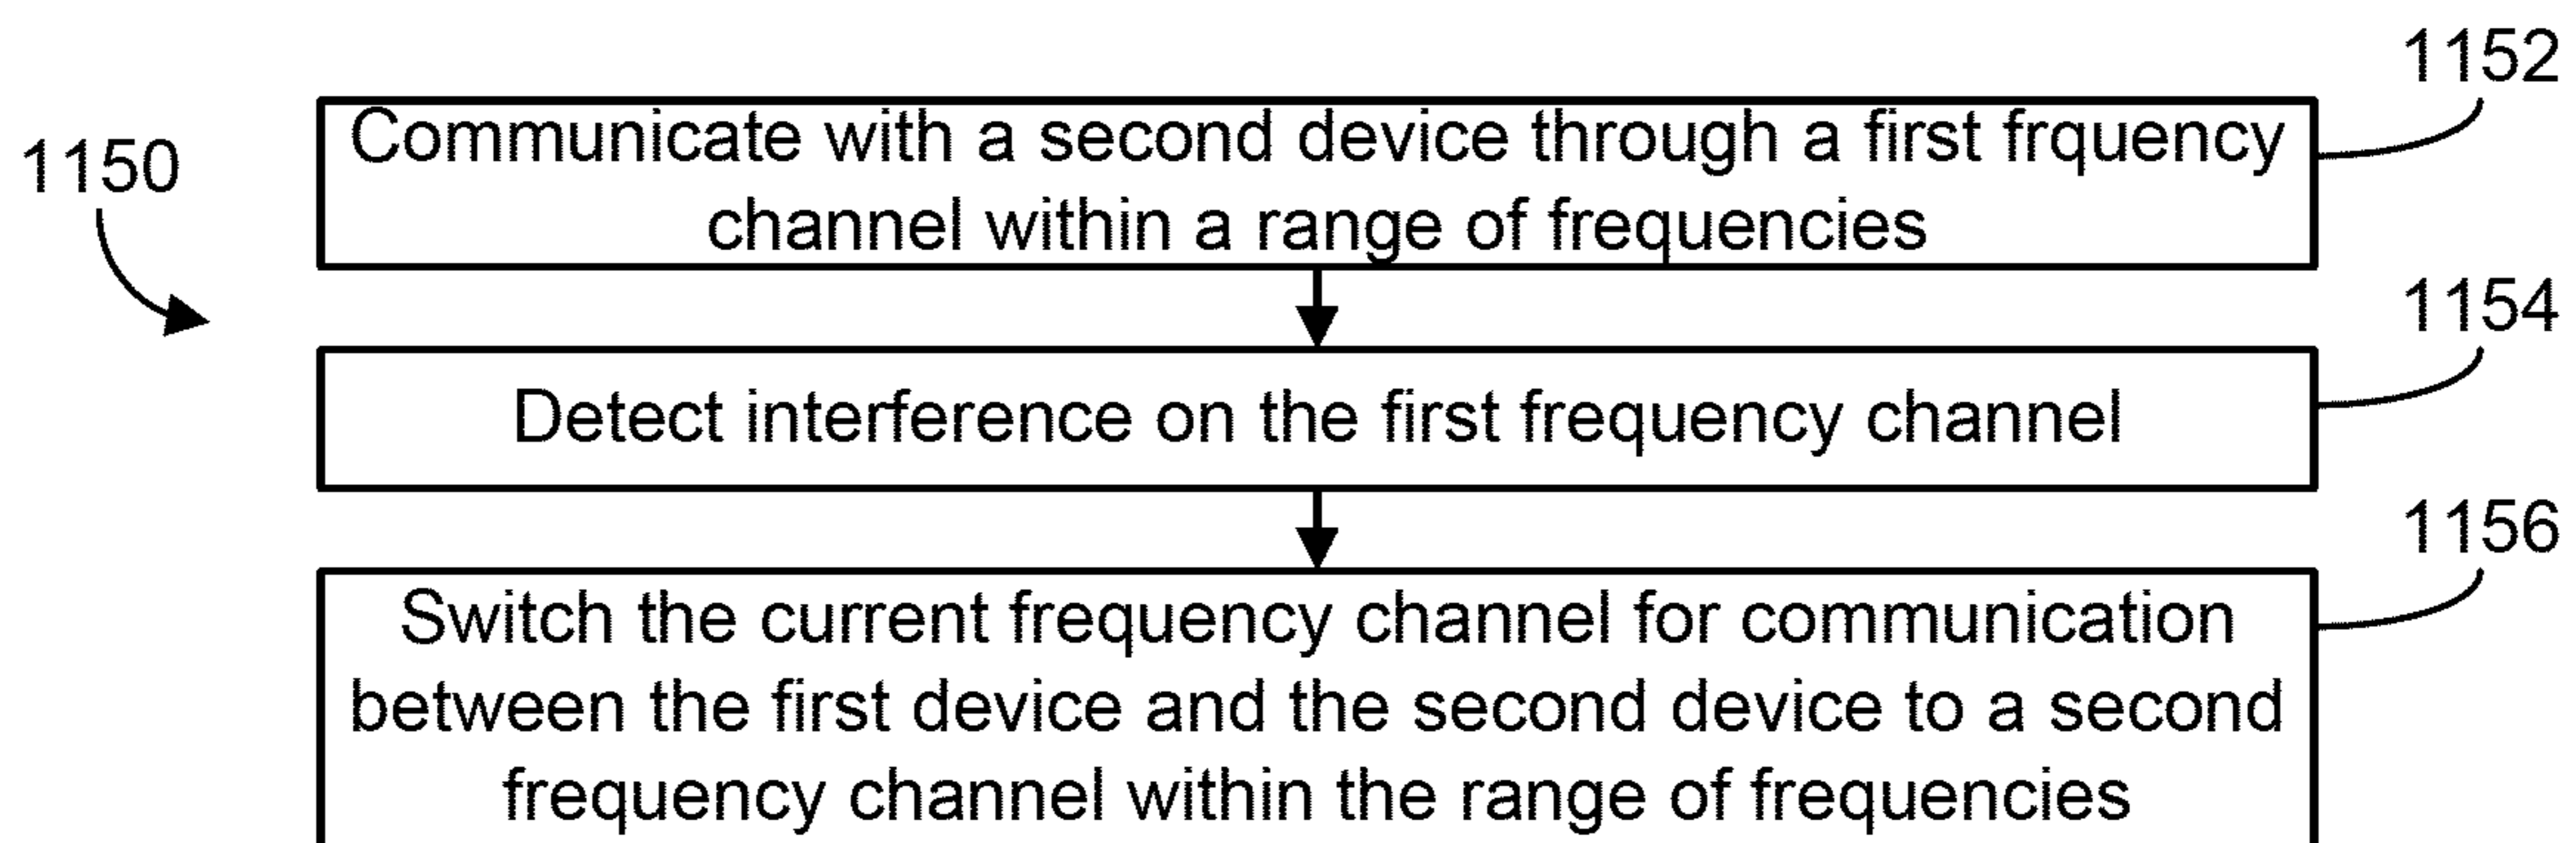 1152
Communicate with a second device through a first frquency
channel within a range of frequencies
1150
1154
Detect interference on the first frequency channel
1156
Switch the current frequency channel for communication
between the first device and the second device to a second
frequency channel within the range of frequencies